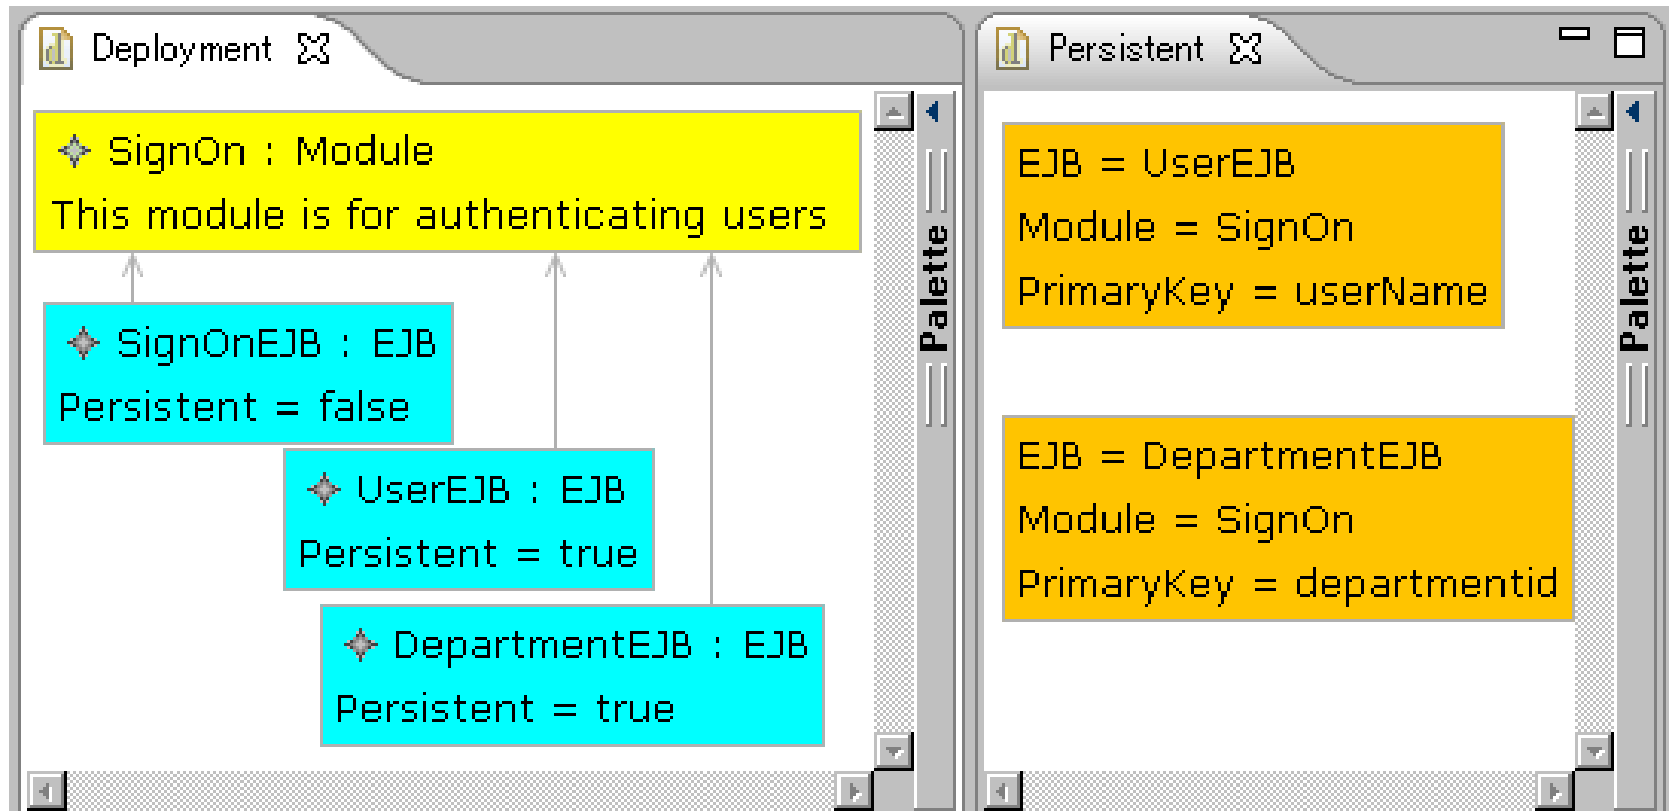 Deployment
SignOn : Module
This module is for authenticating users
SignOnEJB : EJB
Persistent = false
UserEJB : EJB
Persistent = true
DepartmentEJB : EJB
Persistent = true
Palette
Persistent
EJB = UserEJB
Module = SignOn
PrimaryKey = userName
EJB = DepartmentEJB
Module = SignOn
PrimaryKey = departmentid
Palette